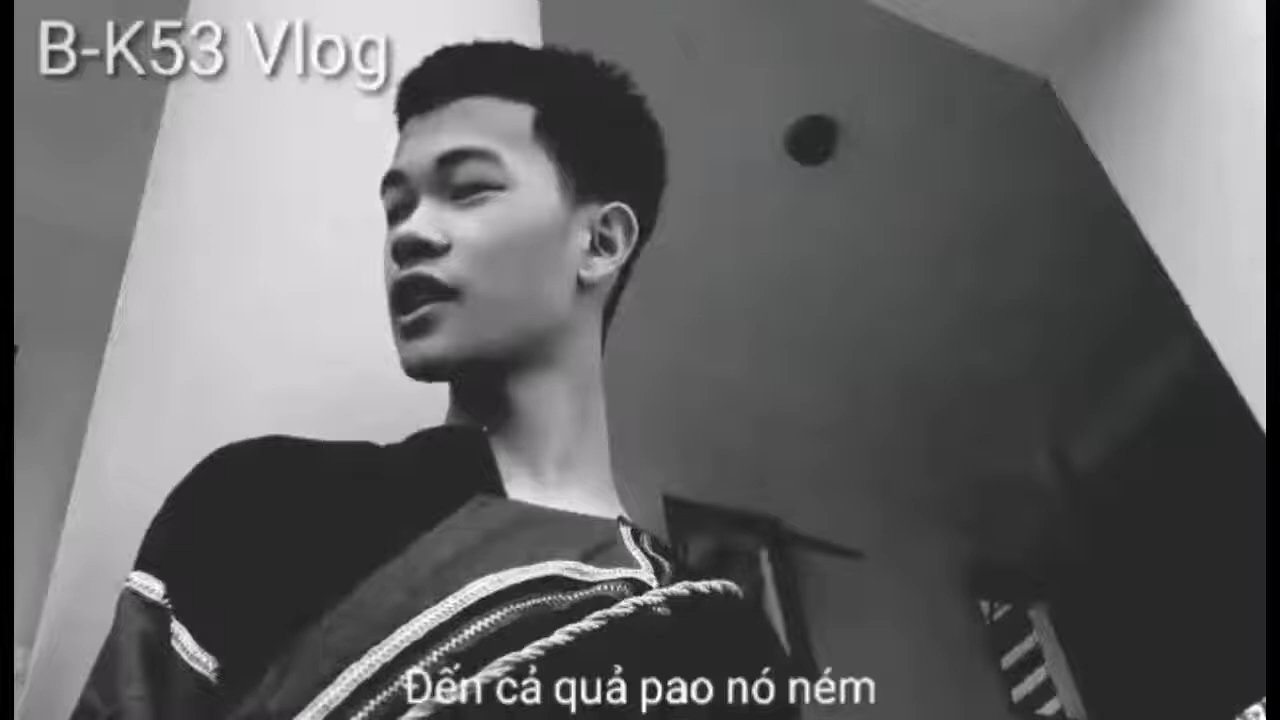 B-K53 Vlog
Đến cả quả pao nó ném